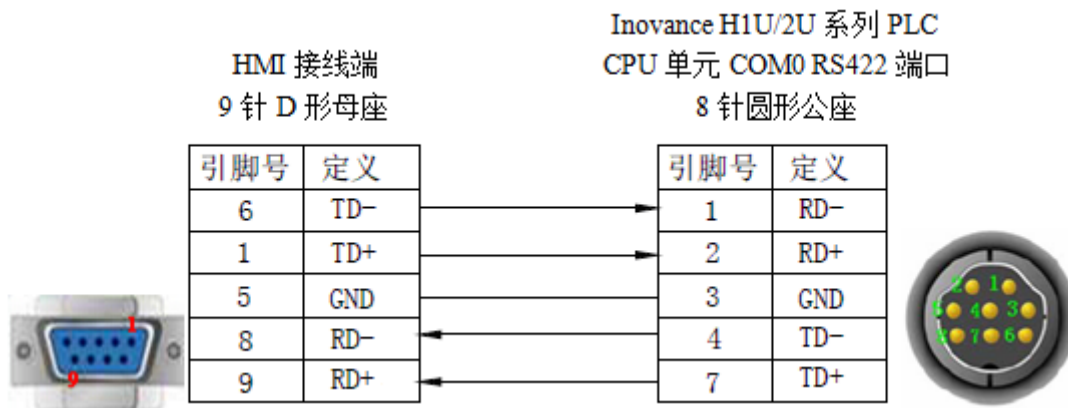 Inovance H1U/2U 系列 PLC
HMI 接线端
CPU 单元 COM0 RS422 端口
9 针 D 形母座
8 针圆形公座
引脚号 定义
引脚号 定义
6 TD-
1 RD-
1 TD+
2 RD+
5 GND
3 GND
8 RD-
4 TD-
9 RD+
7 TD+
1
9
2 1
5 4 3
8 7 6